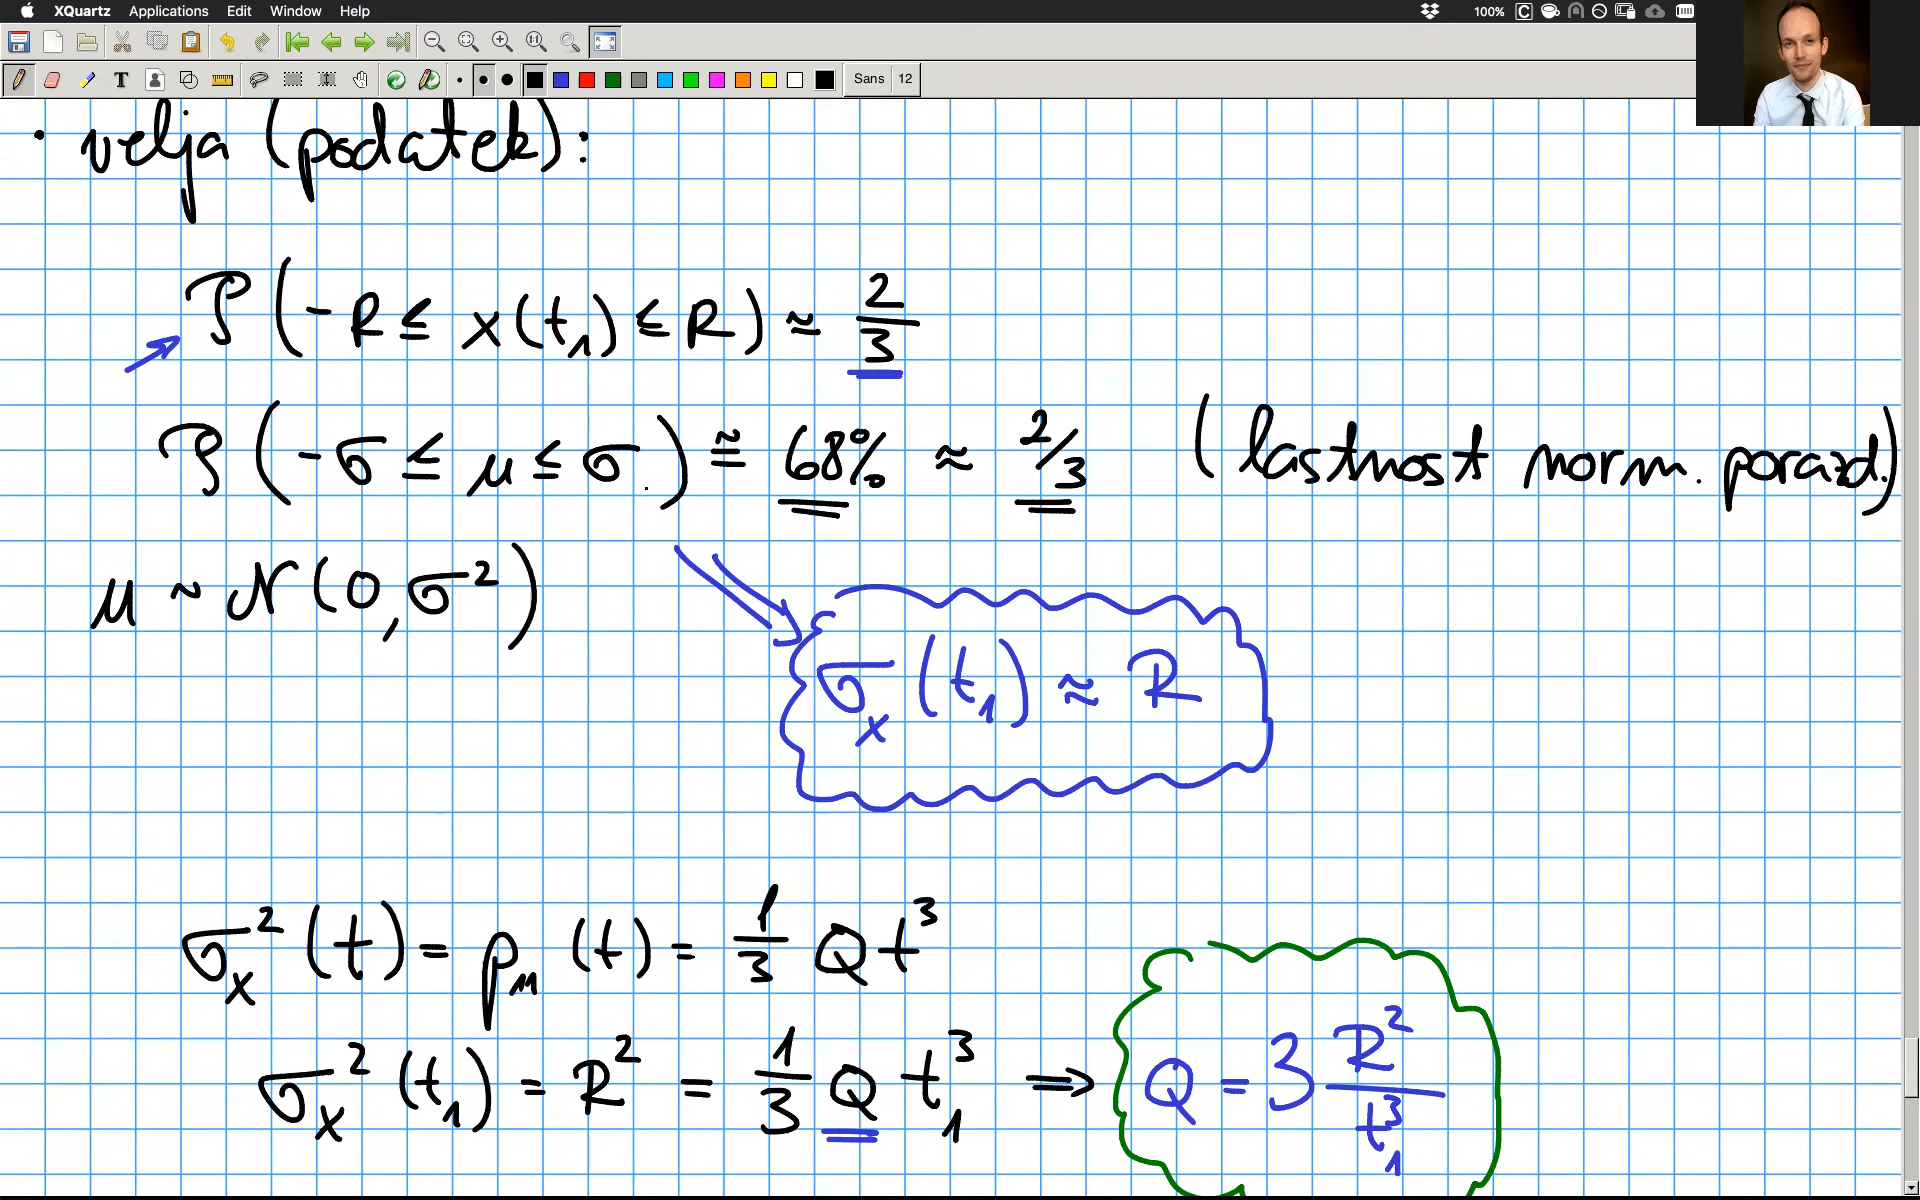 XQuartz Applications Edit Window Help 100%
Sans 12
• velja (podatek):
P(-R ≤ x(t₁) ≤ R) ≈ 2/3
P(-σ ≤ μ ≤ σ) ≅ 68% ≈ 2/3 (lastnost norm. porazd.)
μ ~ N(0, σ²)
σₓ(t₁) ≈ R
σₓ²(t) = p₁₁(t) = 1/3 Q t³
σₓ²(t₁) = R² = 1/3 Q t₁³ ⇒ Q = 3 R²/t₁³